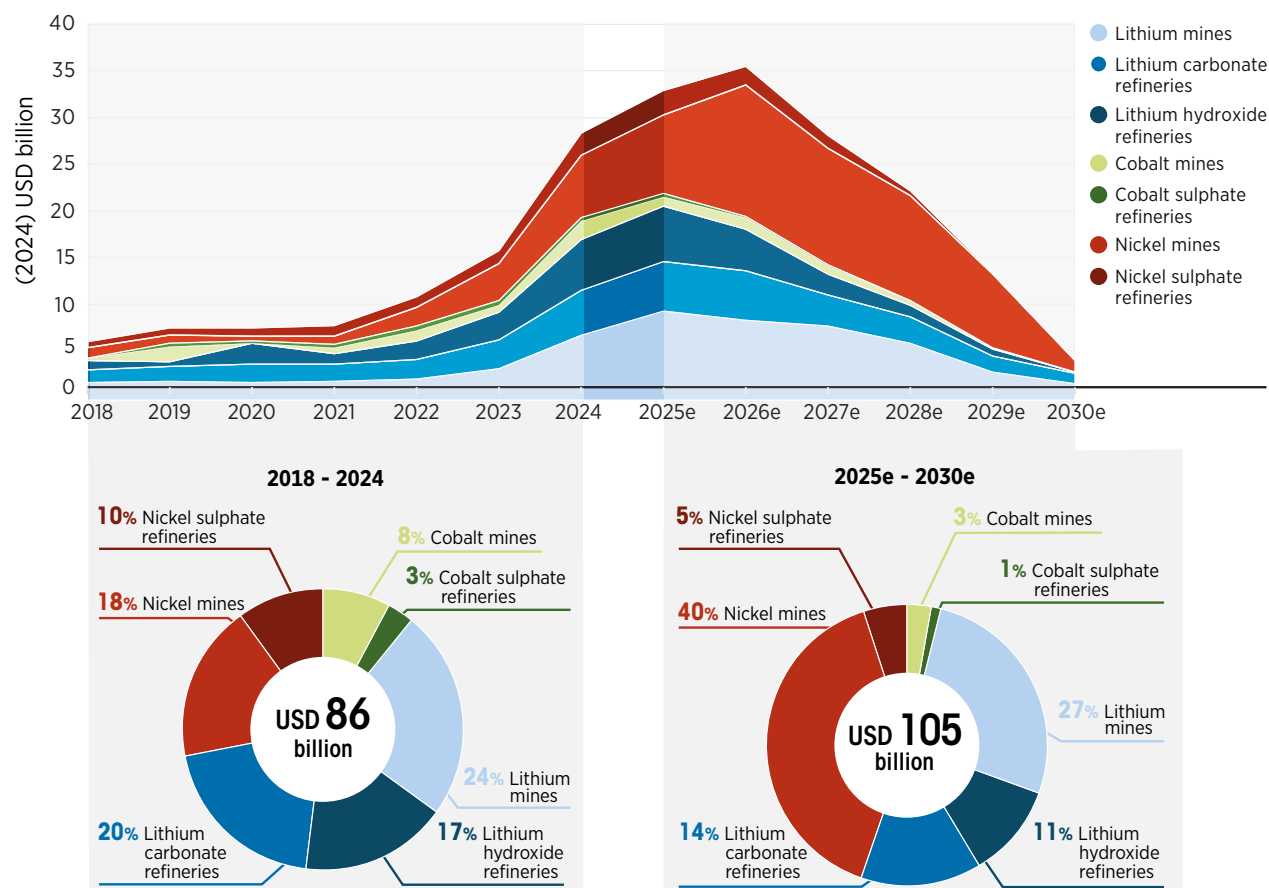 (2024) USD billion
40
35
30
25
20
15
10
5
0
2018
2019
2020
2021
2022
2023
2024
2025e
2026e
2027e
2028e
2029e
2030e
Lithium mines
Lithium carbonate
refineries
Lithium hydroxide
refineries
Cobalt mines
Cobalt sulphate
refineries
Nickel mines
Nickel sulphate
refineries
2018 - 2024
10% Nickel sulphate
refineries
8% Cobalt mines
3% Cobalt sulphate
refineries
18% Nickel mines
USD 86
billion
24% Lithium
mines
20% Lithium
carbonate
refineries
17% Lithium
hydroxide
refineries
2025e - 2030e
5% Nickel sulphate
refineries
3% Cobalt mines
1% Cobalt sulphate
refineries
40% Nickel mines
USD 105
billion
27% Lithium
mines
14% Lithium
carbonate
refineries
11% Lithium
hydroxide
refineries